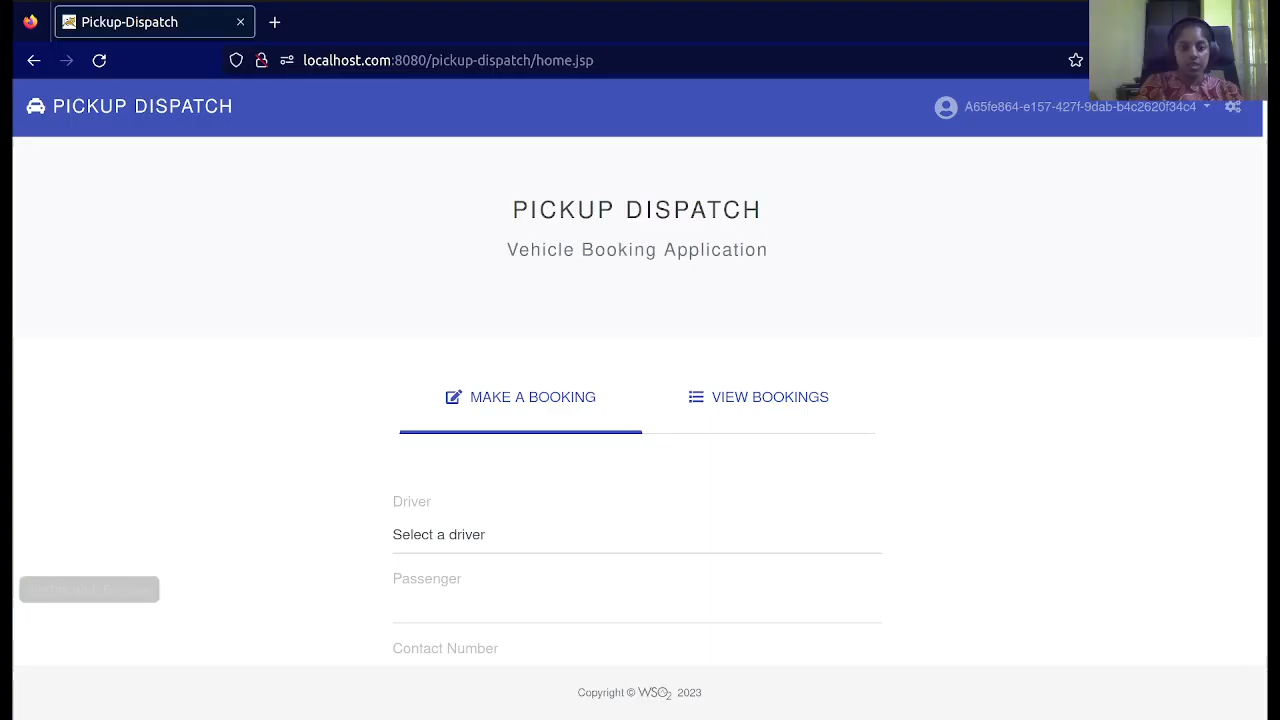 Pickup-Dispatch
localhost.com:8080/pickup-dispatch/home.jsp
PICKUP DISPATCH
A65fe864-e157-427f-9dab-b4c2620f34c4
PICKUP DISPATCH
Vehicle Booking Application
MAKE A BOOKING
VIEW BOOKINGS
Driver
Select a driver
Passenger
Contact Number
Copyright © WSO2 2023